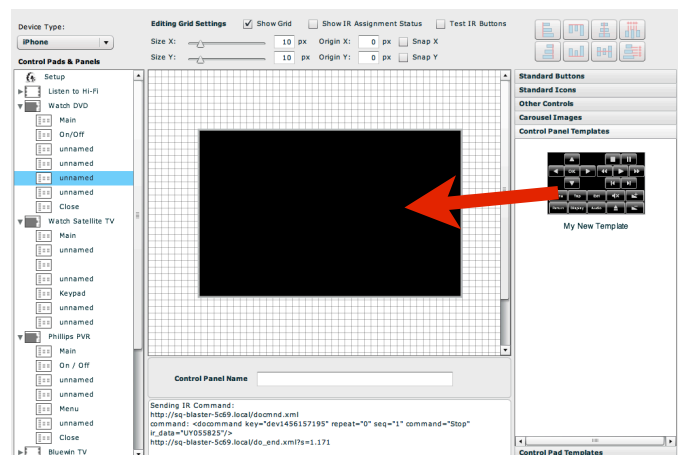 Device Type:
iPhone
Control Pads & Panels
Editing Grid Settings Show Grid Show IR Assignment Status Test IR Buttons
Size X: 10 px Origin X: 0 px Snap X
Size Y: 10 px Origin Y: 0 px Snap Y
Setup
Listen to Hi-Fi
Watch DVD
Main
On/Off
unnamed
unnamed
unnamed
unnamed
Close
Watch Satellite TV
Main
unnamed
unnamed
Keypad
unnamed
unnamed
Phillips PVR
Main
On / Off
unnamed
unnamed
Menu
unnamed
Close
Bluewin TV
Standard Buttons
Standard Icons
Other Controls
Carousel Images
Control Panel Templates
OK
Top
Return Display Audio
My New Template
Control Pad Templates
Control Panel Name
Sending IR Command:
http://sq-blaster-5c69.local/docmnd.xml
command: <docommand key="dev1456157195" repeat="0" seq="1" command="Stop"
ir_data="UY055825"/>
http://sq-blaster-5c69.local/do_end.xml?s=1.171